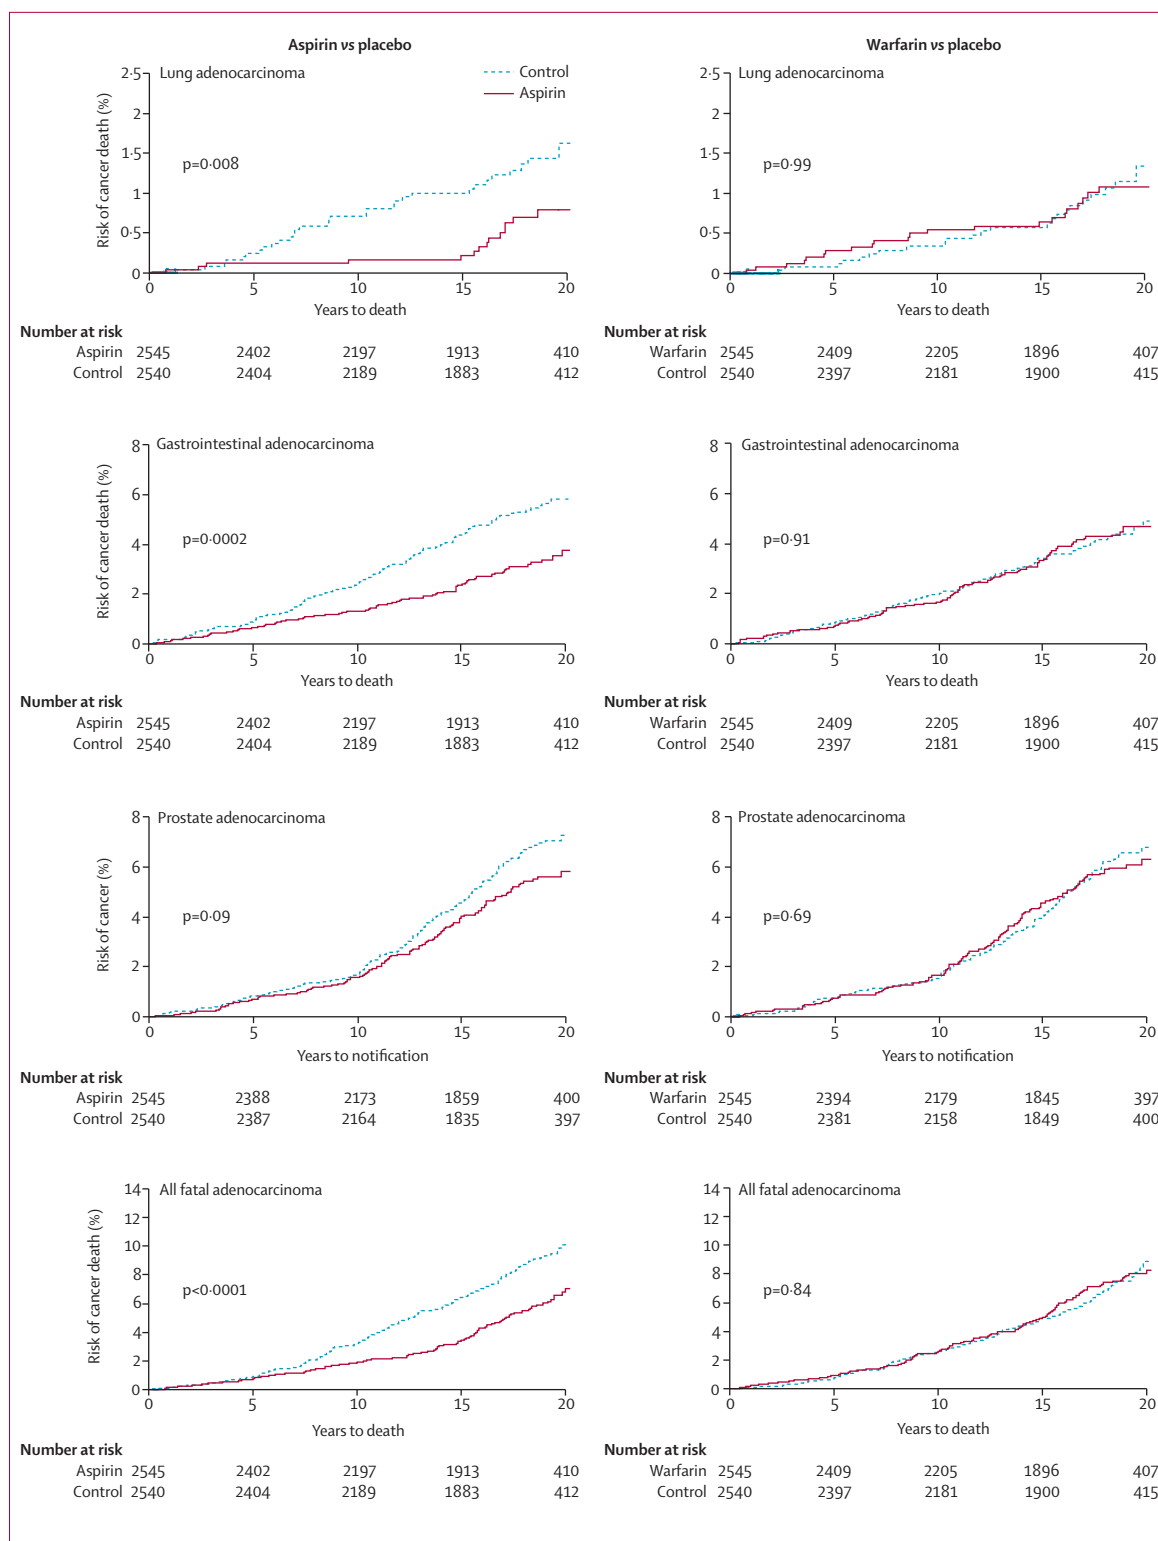 Aspirin vs placebo
Lung adenocarcinoma
Control
Aspirin
p=0·008
Risk of cancer death (%)
2·5
2
1·5
1
0·5
0
0 5 10 15 20
Years to death
Number at risk
Aspirin 2545 2402 2197 1913 410
Control 2540 2404 2189 1883 412
Warfarin vs placebo
Lung adenocarcinoma
p=0·99
2·5
2
1·5
1
0·5
0
0 5 10 15 20
Years to death
Number at risk
Warfarin 2545 2409 2205 1896 407
Control 2540 2397 2181 1900 415
Gastrointestinal adenocarcinoma
p=0·0002
Risk of cancer death (%)
8
6
4
2
0
0 5 10 15 20
Years to death
Number at risk
Aspirin 2545 2402 2197 1913 410
Control 2540 2404 2189 1883 412
Gastrointestinal adenocarcinoma
p=0·91
8
6
4
2
0
0 5 10 15 20
Years to death
Number at risk
Warfarin 2545 2409 2205 1896 407
Control 2540 2397 2181 1900 415
Prostate adenocarcinoma
p=0·09
Risk of cancer (%)
8
6
4
2
0
0 5 10 15 20
Years to notification
Number at risk
Aspirin 2545 2388 2173 1859 400
Control 2540 2387 2164 1835 397
Prostate adenocarcinoma
p=0·69
8
6
4
2
0
0 5 10 15 20
Years to notification
Number at risk
Warfarin 2545 2394 2179 1845 397
Control 2540 2381 2158 1849 400
All fatal adenocarcinoma
p<0·0001
Risk of cancer death (%)
14
12
10
8
6
4
2
0
0 5 10 15 20
Years to death
Number at risk
Aspirin 2545 2402 2197 1913 410
Control 2540 2404 2189 1883 412
All fatal adenocarcinoma
p=0·84
14
12
10
8
6
4
2
0
0 5 10 15 20
Years to death
Number at risk
Warfarin 2545 2409 2205 1896 407
Control 2540 2397 2181 1900 415